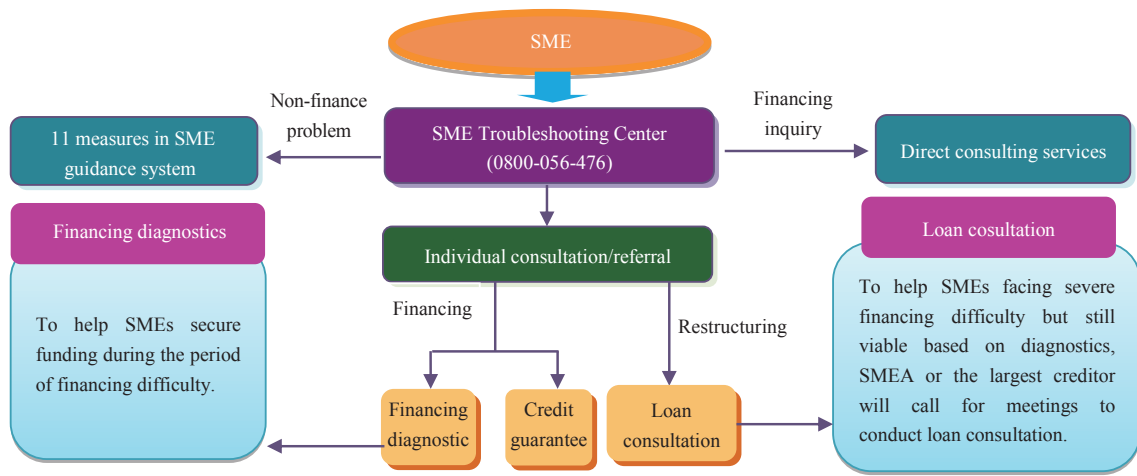 SME
Non-finance
problem
Financing
inquiry
11 measures in SME
guidance system
SME Troubleshooting Center
(0800-056-476)
Direct consulting services
Financing diagnostics
Individual consultation/referral
Loan cosultation
To help SMEs secure
funding during the period
of financing difficulty.
Financing
Restructuring
To help SMEs facing severe
financing difficulty but still
viable based on diagnostics,
SMEA or the largest creditor
will call for meetings to
conduct loan consultation.
Financing
diagnostic
Credit
guarantee
Loan
consultation